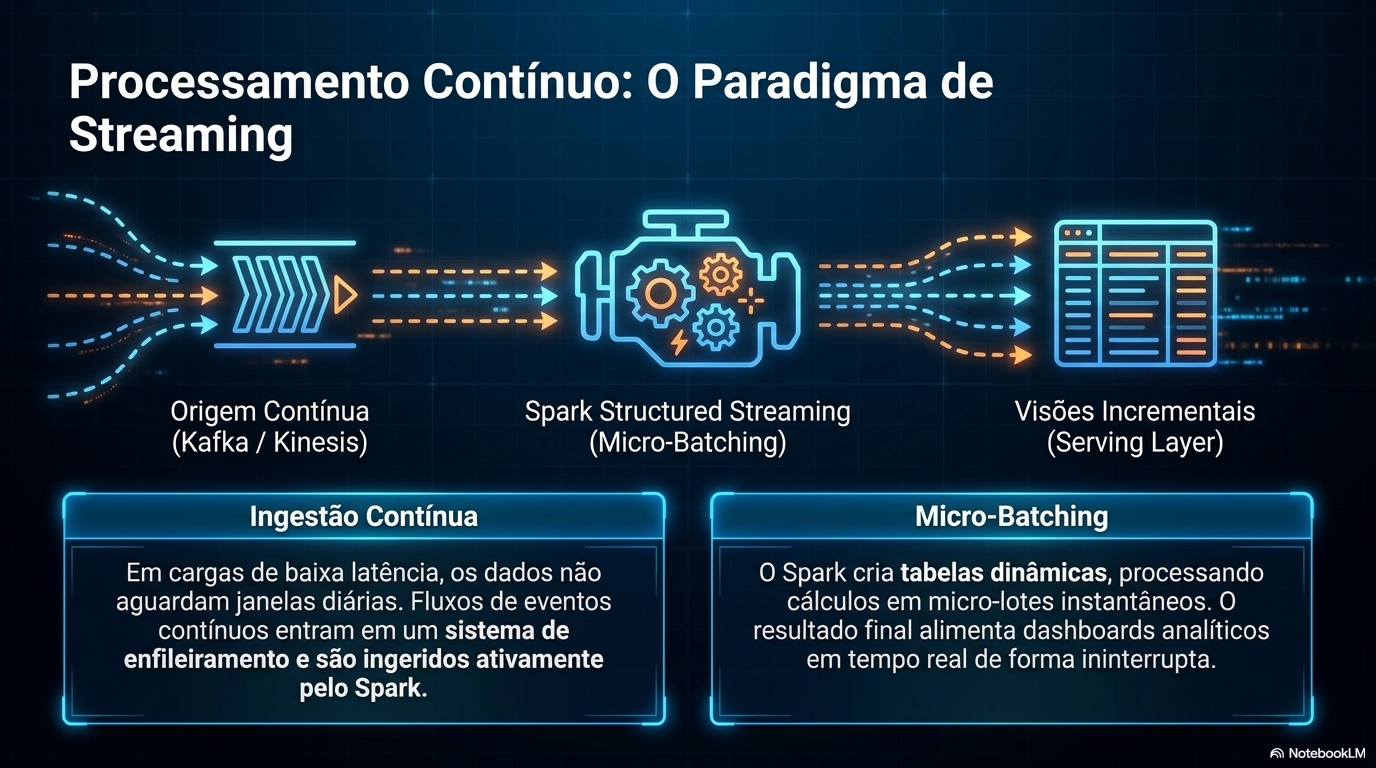 Processamento Contínuo: O Paradigma de
Streaming
Origem Contínua
(Kafka / Kinesis)
Spark Structured Streaming
(Micro-Batching)
Visões Incrementais
(Serving Layer)
Ingestão Contínua
Em cargas de baixa latência, os dados não
aguardam janelas diárias. Fluxos de eventos
contínuos entram em um sistema de
enfileiramento e são ingeridos ativamente
pelo Spark.
Micro-Batching
O Spark cria tabelas dinâmicas, processando
cálculos em micro-lotes instantâneos. O
resultado final alimenta dashboards analíticos
em tempo real de forma ininterrupta.
NotebookLM